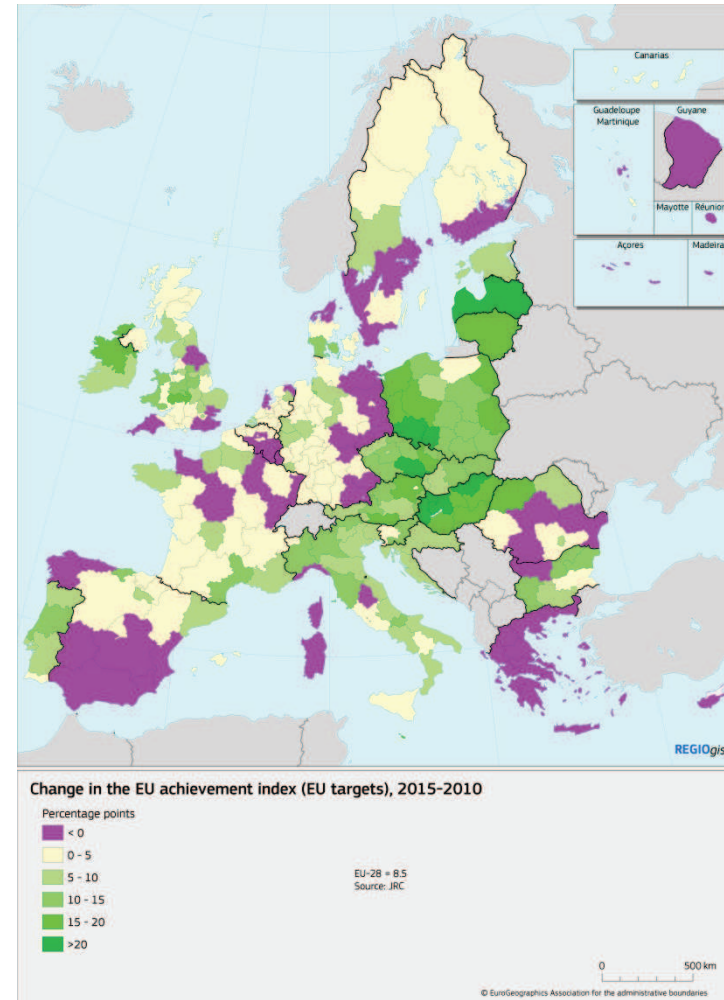 Canarias
Guadeloupe
Martinique
Guyane
Mayotte
Réunion
Açores
Madeira
REGIOgis
Change in the EU achievement index (EU targets), 2015-2010
Percentage points
< 0
0 - 5
5 - 10
10 - 15
15 - 20
>20
EU-28 = 8.5
Source: JRC
0
500 km
© EuroGeographics Association for the administrative boundaries